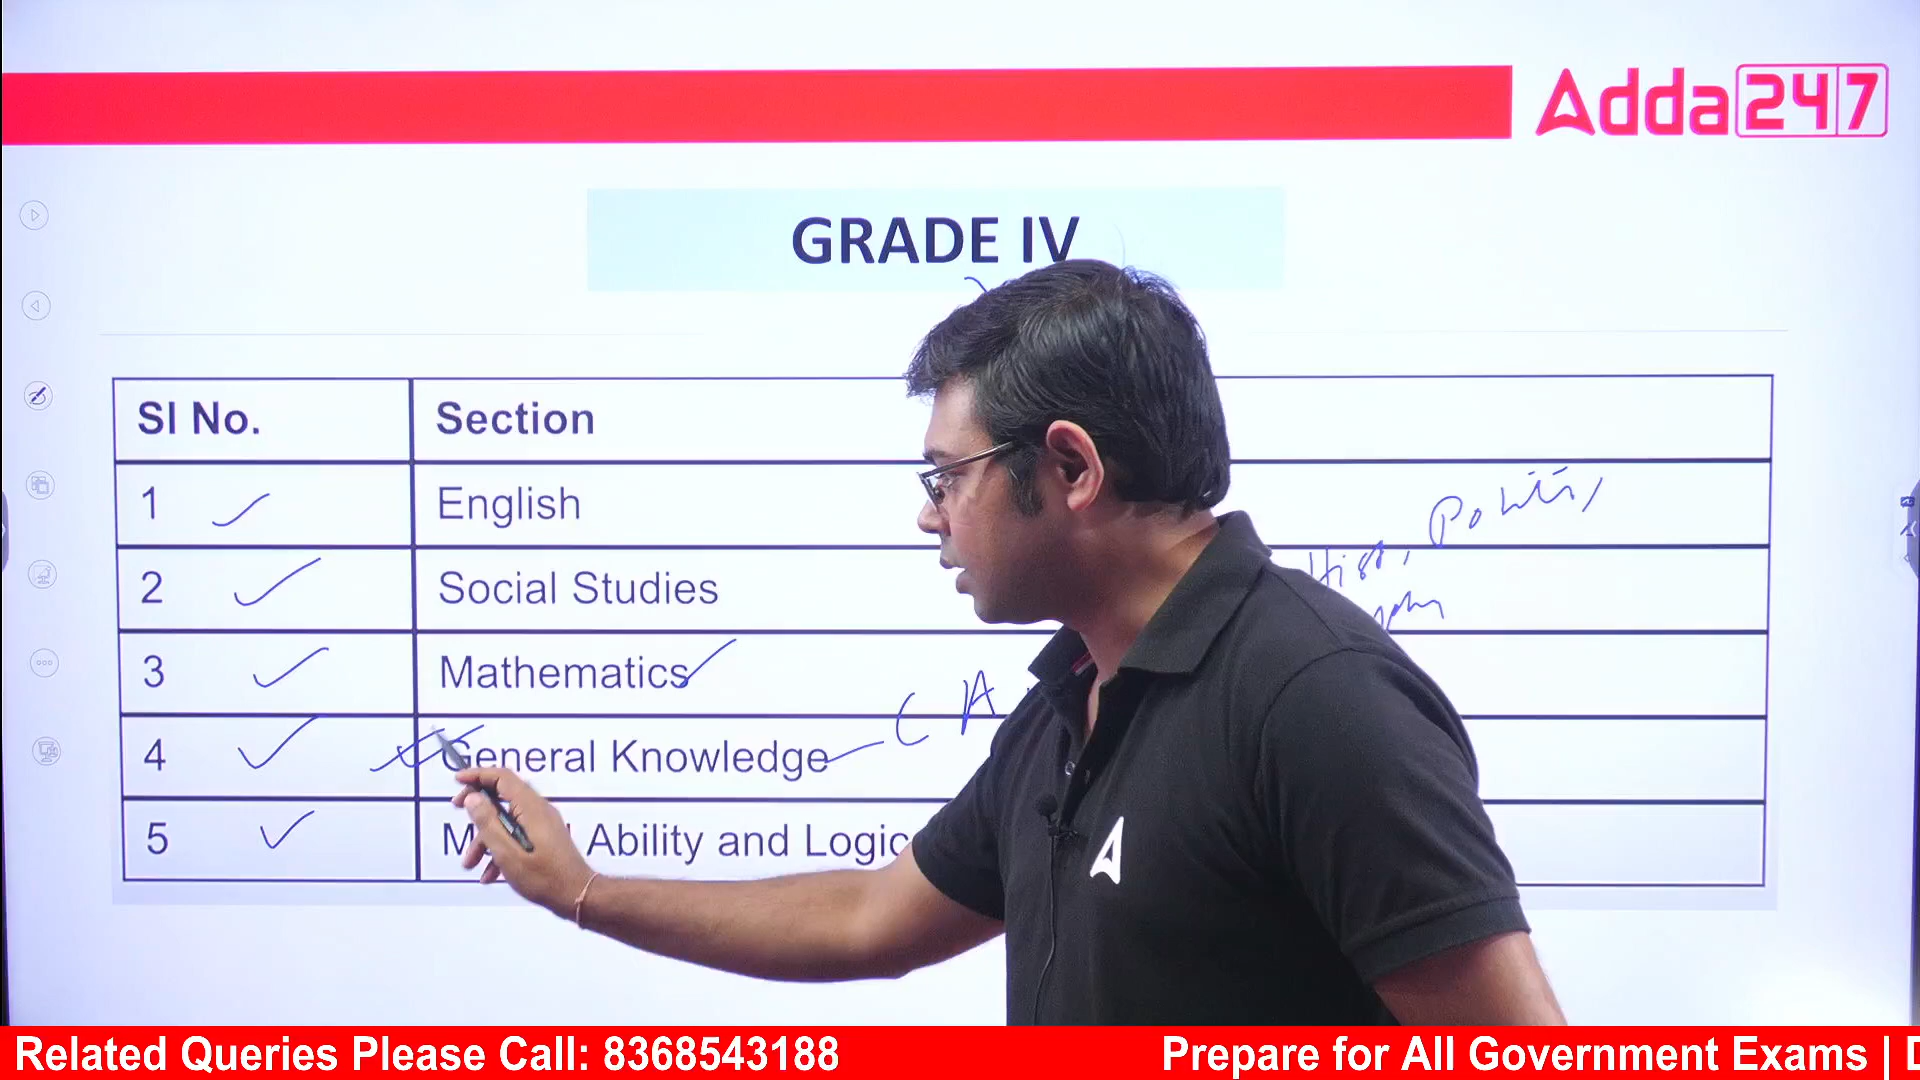 Adda247
GRADE IV
Sl No. Section
1 English
2 Social Studies
3 Mathematics
4 General Knowledge
5 Ability and Logic
Related Queries Please Call: 8368543188
Prepare for All Government Exams |